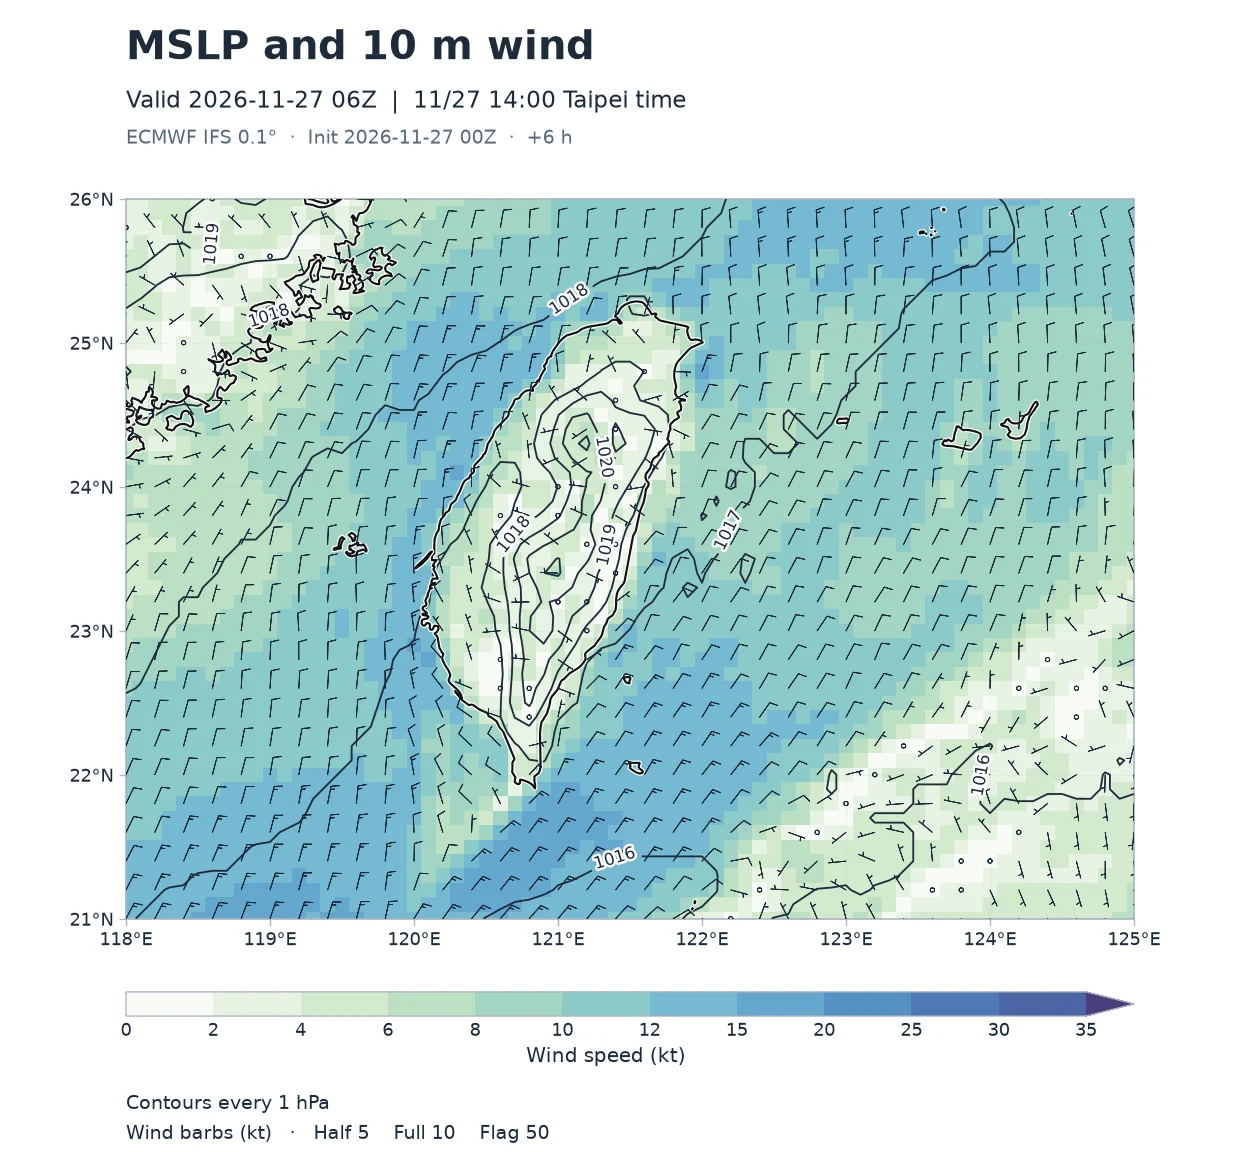 MSLP and 10 m wind
Valid 2026-11-27 06Z | 11/27 14:00 Taipei time
ECMWF IFS 0.1° · Init 2026-11-27 00Z · +6 h
26°N
1019
1018
1018
25°N
1020
24°N
1018
1019
1017
23°N
22°N
1016
1016
21°N
118°E 119°E 120°E 121°E 122°E 123°E 124°E 125°E
0 2 4 6 8 10 12 15 20 25 30 35
Wind speed (kt)
Contours every 1 hPa
Wind barbs (kt) · Half 5 Full 10 Flag 50